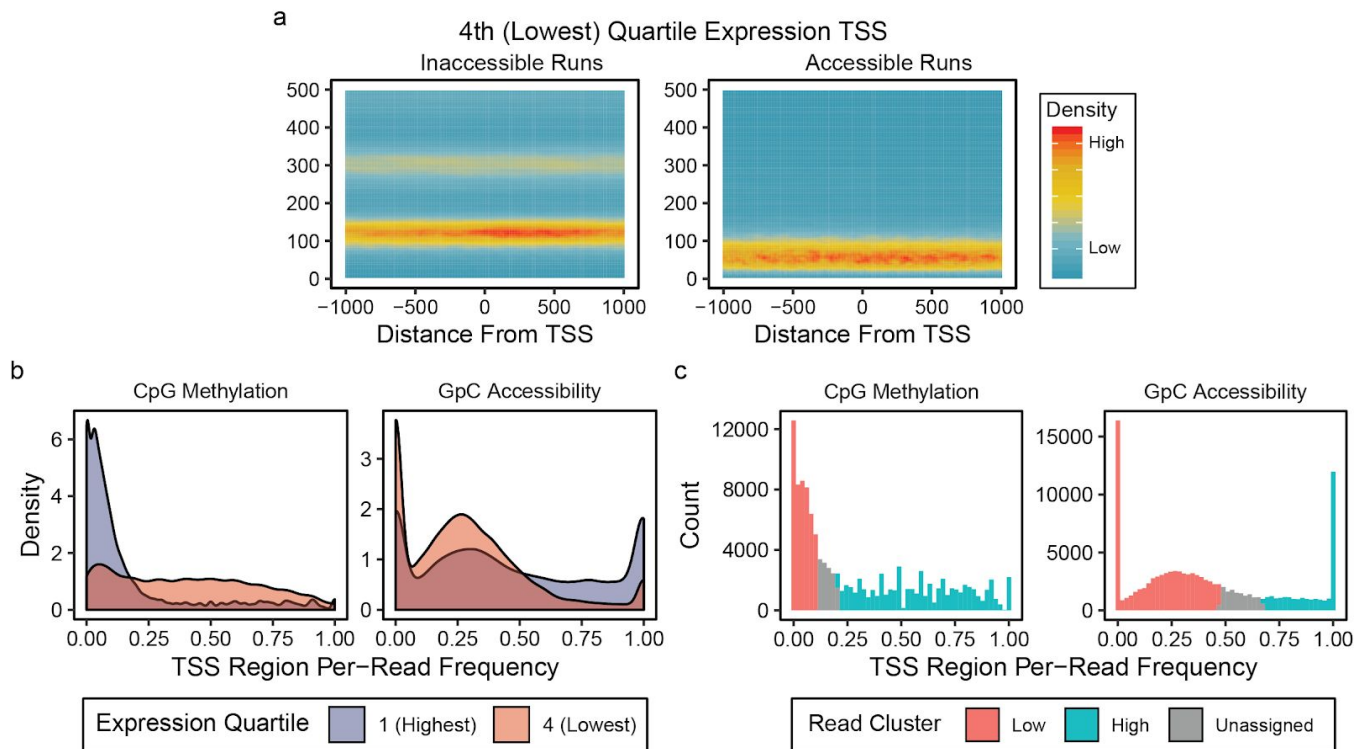 a
4th (Lowest) Quartile Expression TSS
Inaccessible Runs
Accessible Runs
500
400
300
200
100
0
−1000 −500 0 500 1000
Distance From TSS
500
400
300
200
100
0
−1000 −500 0 500 1000
Distance From TSS
Density
High
Low
b
CpG Methylation
GpC Accessibility
Density
6
4
2
0
0.00 0.25 0.50 0.75 1.00
3
2
1
0
0.00 0.25 0.50 0.75 1.00
TSS Region Per−Read Frequency
Expression Quartile 1 (Highest) 4 (Lowest)
c
CpG Methylation
GpC Accessibility
Count
12000
8000
4000
0
0.00 0.25 0.50 0.75 1.00
15000
10000
5000
0
0.00 0.25 0.50 0.75 1.00
TSS Region Per−Read Frequency
Read Cluster Low High Unassigned